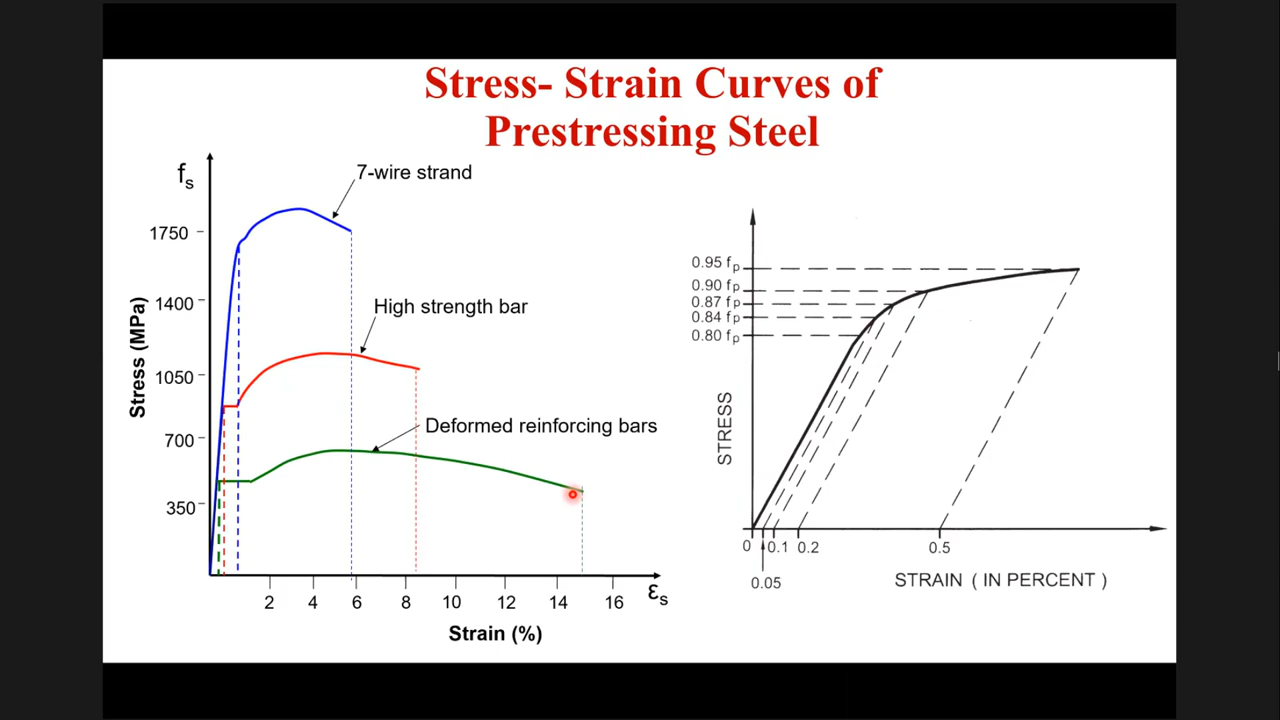 Stress- Strain Curves of
Prestressing Steel
fs
7-wire strand
1750
High strength bar
1400
1050
Deformed reinforcing bars
700
350
Stress (MPa)
2 4 6 8 10 12 14 16
εs
Strain (%)
0.95 fp
0.90 fp
0.87 fp
0.84 fp
0.80 fp
STRESS
0 0.1 0.2 0.5
0.05
STRAIN ( IN PERCENT )